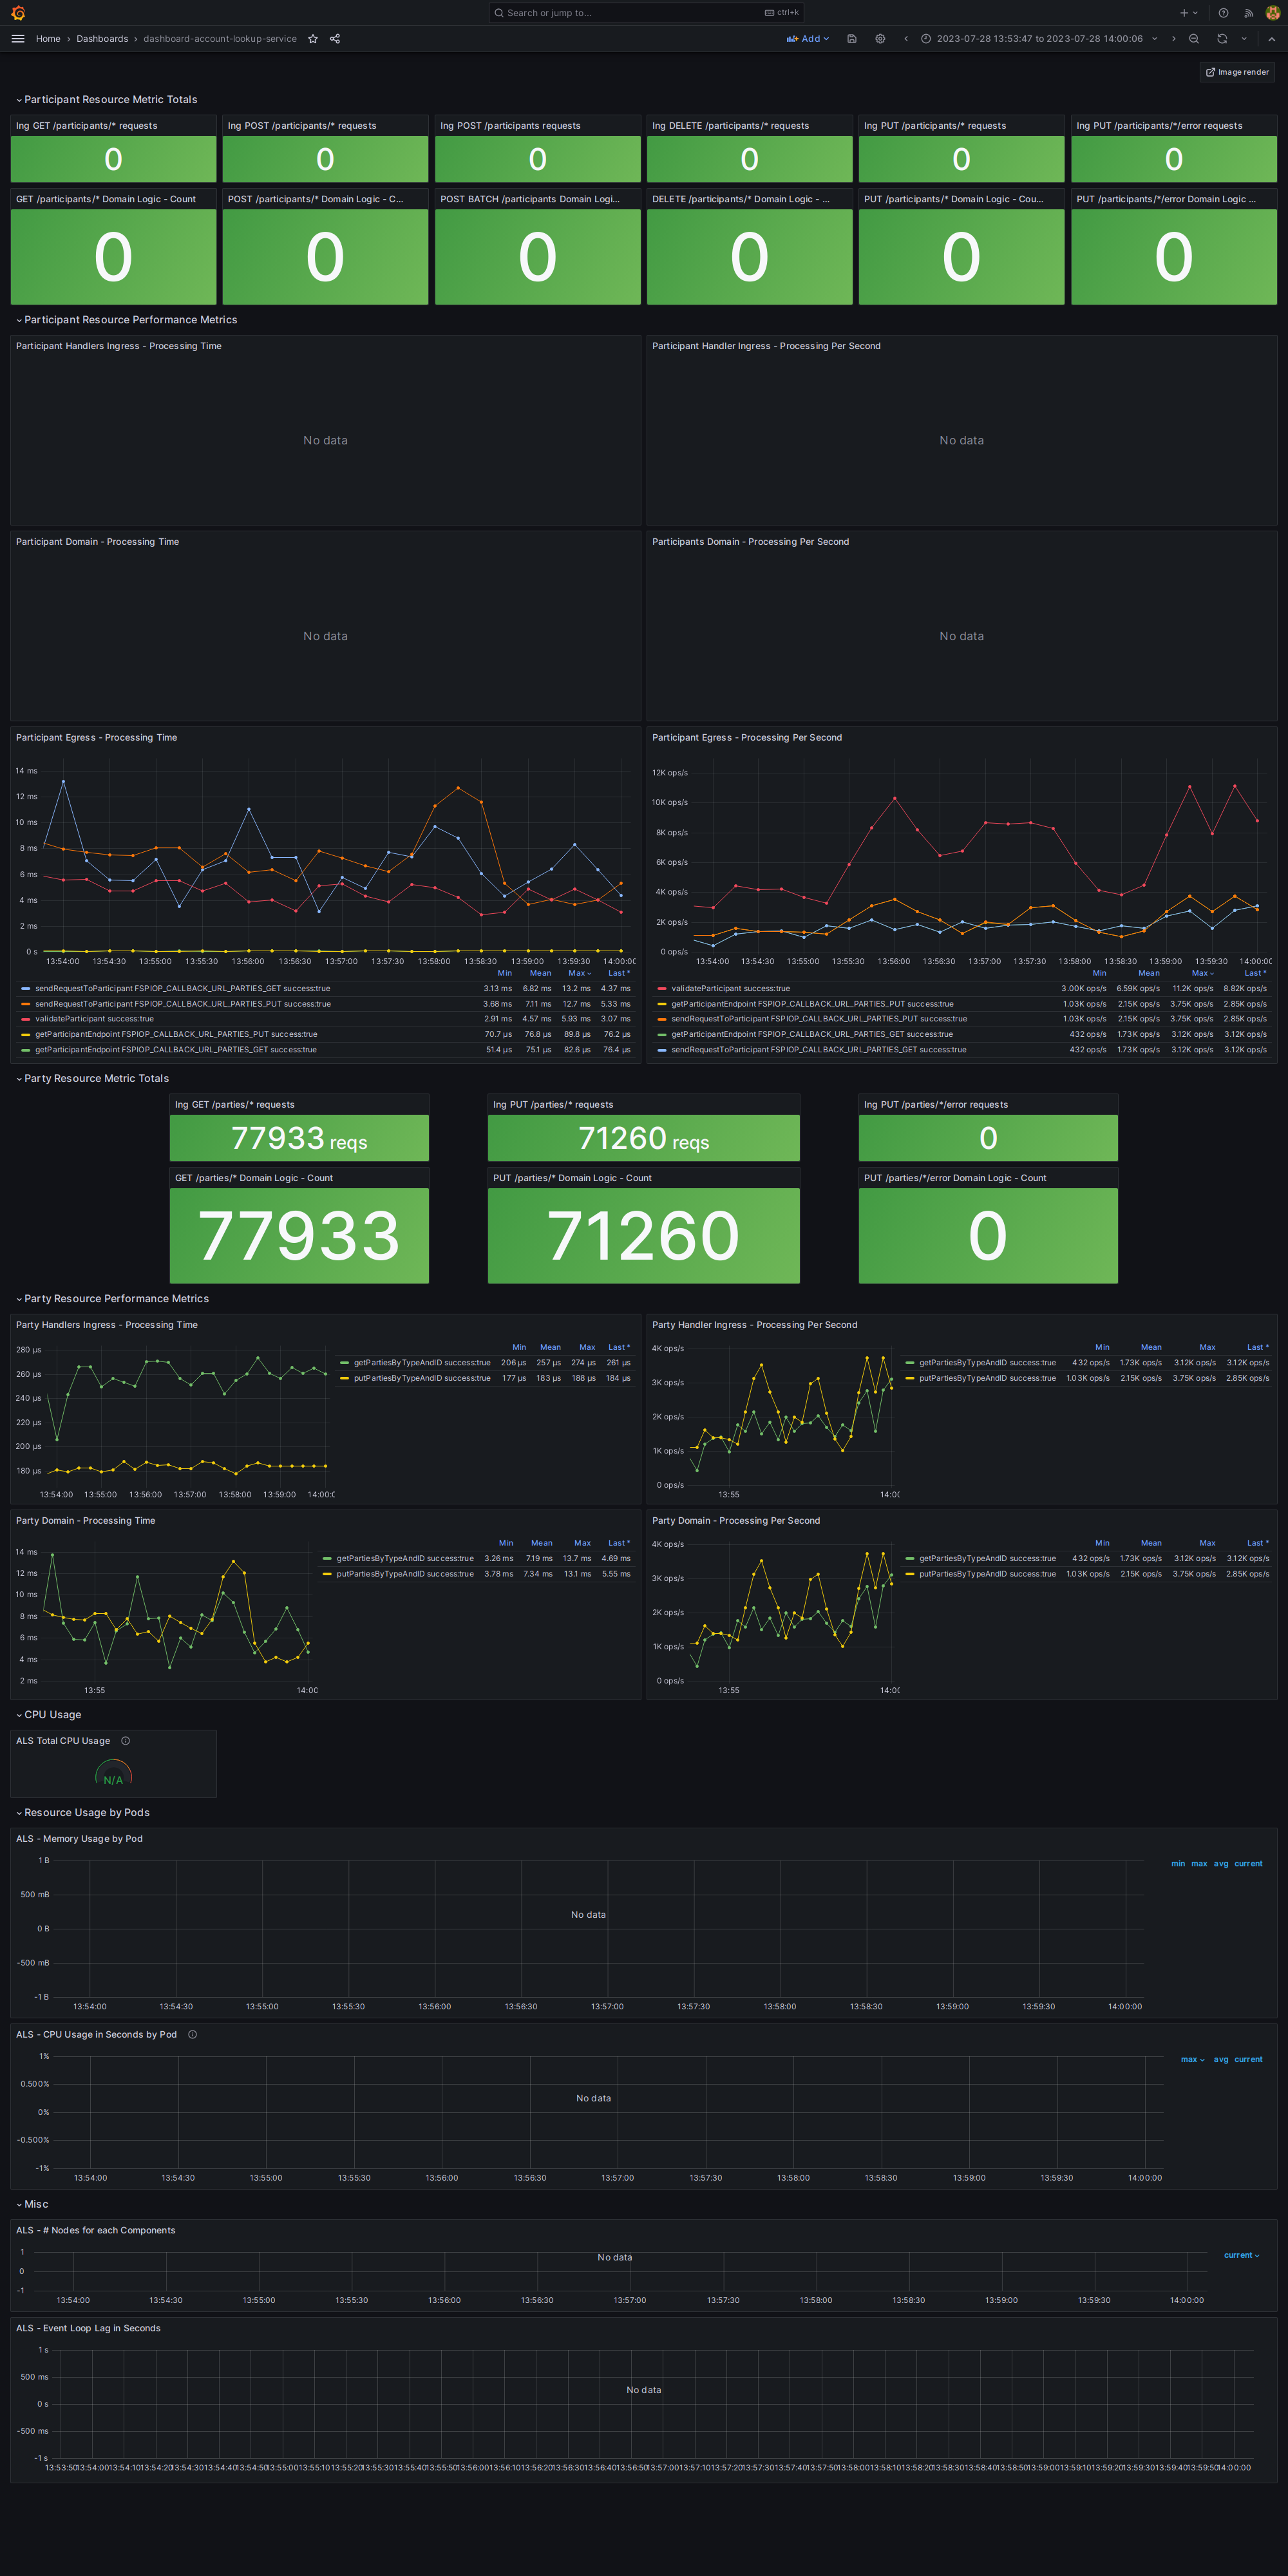 Search or jump to...
ctrl+k
Home › Dashboards › dashboard-account-lookup-service
Add
2023-07-28 13:53:47 to 2023-07-28 14:00:06
Image render
Participant Resource Metric Totals
Ing GET /participants/* requests
Ing POST /participants/* requests
Ing POST /participants requests
Ing DELETE /participants/* requests
Ing PUT /participants/* requests
Ing PUT /participants/*/error requests
0
0
0
0
0
0
GET /participants/* Domain Logic - Count
POST /participants/* Domain Logic - C...
POST BATCH /participants Domain Logi...
DELETE /participants/* Domain Logic - ...
PUT /participants/* Domain Logic - Cou...
PUT /participants/*/error Domain Logic ...
0
0
0
0
0
0
Participant Resource Performance Metrics
Participant Handlers Ingress - Processing Time
No data
Participant Handler Ingress - Processing Per Second
No data
Participant Domain - Processing Time
No data
Participants Domain - Processing Per Second
No data
Participant Egress - Processing Time
14 ms
12 ms
10 ms
8 ms
6 ms
4 ms
2 ms
0 s
13:54:00 13:54:30 13:55:00 13:55:30 13:56:00 13:56:30 13:57:00 13:57:30 13:58:00 13:58:30 13:59:00 13:59:30 14:00:00
Min Mean Max Last *
sendRequestToParticipant FSPIOP_CALLBACK_URL_PARTIES_GET success:true 3.13 ms 6.82 ms 13.2 ms 4.37 ms
sendRequestToParticipant FSPIOP_CALLBACK_URL_PARTIES_PUT success:true 3.68 ms 7.11 ms 12.7 ms 5.33 ms
validateParticipant success:true 2.91 ms 4.57 ms 5.93 ms 3.07 ms
getParticipantEndpoint FSPIOP_CALLBACK_URL_PARTIES_PUT success:true 70.7 µs 76.8 µs 89.8 µs 76.2 µs
getParticipantEndpoint FSPIOP_CALLBACK_URL_PARTIES_GET success:true 51.4 µs 75.1 µs 82.6 µs 76.4 µs
Participant Egress - Processing Per Second
12K ops/s
10K ops/s
8K ops/s
6K ops/s
4K ops/s
2K ops/s
0 ops/s
13:54:00 13:54:30 13:55:00 13:55:30 13:56:00 13:56:30 13:57:00 13:57:30 13:58:00 13:58:30 13:59:00 13:59:30 14:00:00
Min Mean Max Last *
validateParticipant success:true 3.00K ops/s 6.59K ops/s 11.2K ops/s 8.82K ops/s
getParticipantEndpoint FSPIOP_CALLBACK_URL_PARTIES_PUT success:true 1.03K ops/s 2.15K ops/s 3.75K ops/s 2.85K ops/s
sendRequestToParticipant FSPIOP_CALLBACK_URL_PARTIES_PUT success:true 1.03K ops/s 2.15K ops/s 3.75K ops/s 2.85K ops/s
getParticipantEndpoint FSPIOP_CALLBACK_URL_PARTIES_GET success:true 432 ops/s 1.73K ops/s 3.12K ops/s 3.12K ops/s
sendRequestToParticipant FSPIOP_CALLBACK_URL_PARTIES_GET success:true 432 ops/s 1.73K ops/s 3.12K ops/s 3.12K ops/s
Party Resource Metric Totals
Ing GET /parties/* requests
Ing PUT /parties/* requests
Ing PUT /parties/*/error requests
77933 reqs
71260 reqs
0
GET /parties/* Domain Logic - Count
PUT /parties/* Domain Logic - Count
PUT /parties/*/error Domain Logic - Count
77933
71260
0
Party Resource Performance Metrics
Party Handlers Ingress - Processing Time
280 µs
260 µs
240 µs
220 µs
200 µs
180 µs
13:54:00 13:55:00 13:56:00 13:57:00 13:58:00 13:59:00 14:00:0
Min Mean Max Last *
getPartiesByTypeAndID success:true 206 µs 257 µs 274 µs 261 µs
putPartiesByTypeAndID success:true 177 µs 183 µs 188 µs 184 µs
Party Handler Ingress - Processing Per Second
4K ops/s
3K ops/s
2K ops/s
1K ops/s
0 ops/s
13:55 14:00
Min Mean Max Last *
getPartiesByTypeAndID success:true 432 ops/s 1.73K ops/s 3.12K ops/s 3.12K ops/s
putPartiesByTypeAndID success:true 1.03K ops/s 2.15K ops/s 3.75K ops/s 2.85K ops/s
Party Domain - Processing Time
14 ms
12 ms
10 ms
8 ms
6 ms
4 ms
2 ms
13:55 14:00
Min Mean Max Last *
getPartiesByTypeAndID success:true 3.26 ms 7.19 ms 13.7 ms 4.69 ms
putPartiesByTypeAndID success:true 3.78 ms 7.34 ms 13.1 ms 5.55 ms
Party Domain - Processing Per Second
4K ops/s
3K ops/s
2K ops/s
1K ops/s
0 ops/s
13:55 14:00
Min Mean Max Last *
getPartiesByTypeAndID success:true 432 ops/s 1.73K ops/s 3.12K ops/s 3.12K ops/s
putPartiesByTypeAndID success:true 1.03K ops/s 2.15K ops/s 3.75K ops/s 2.85K ops/s
CPU Usage
ALS Total CPU Usage
N/A
Resource Usage by Pods
ALS - Memory Usage by Pod
1 B
500 mB
0 B
-500 mB
-1 B
No data
13:54:00 13:54:30 13:55:00 13:55:30 13:56:00 13:56:30 13:57:00 13:57:30 13:58:00 13:58:30 13:59:00 13:59:30 14:00:00
min max avg current
ALS - CPU Usage in Seconds by Pod
1%
0.500%
0%
-0.500%
-1%
No data
13:54:00 13:54:30 13:55:00 13:55:30 13:56:00 13:56:30 13:57:00 13:57:30 13:58:00 13:58:30 13:59:00 13:59:30 14:00:00
max avg current
Misc
ALS - # Nodes for each Components
1
0
-1
No data
13:54:00 13:54:30 13:55:00 13:55:30 13:56:00 13:56:30 13:57:00 13:57:30 13:58:00 13:58:30 13:59:00 13:59:30 14:00:00
current
ALS - Event Loop Lag in Seconds
1 s
500 ms
0 s
-500 ms
-1 s
No data
13:53:50 13:54:00 13:54:10 13:54:20 13:54:30 13:54:40 13:54:50 13:55:00 13:55:10 13:55:20 13:55:30 13:55:40 13:55:50 13:56:00 13:56:10 13:56:20 13:56:30 13:56:40 13:56:50 13:57:00 13:57:10 13:57:20 13:57:30 13:57:40 13:57:50 13:58:00 13:58:10 13:58:20 13:58:30 13:58:40 13:58:50 13:59:00 13:59:10 13:59:20 13:59:30 13:59:40 13:59:50 14:00:00